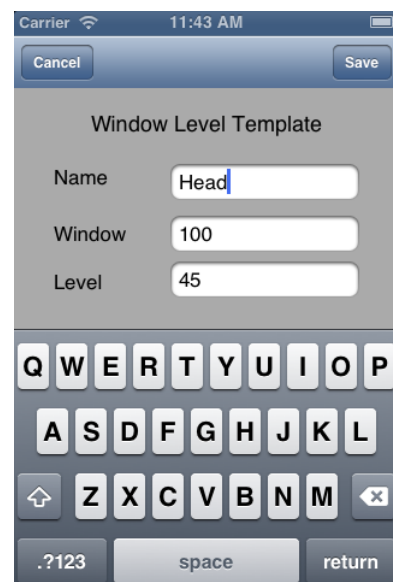 Carrier 11:43 AM
Cancel Save
Window Level Template
Name Head
Window 100
Level 45
Q W E R T Y U I O P
A S D F G H J K L
Z X C V B N M
.?123 space return